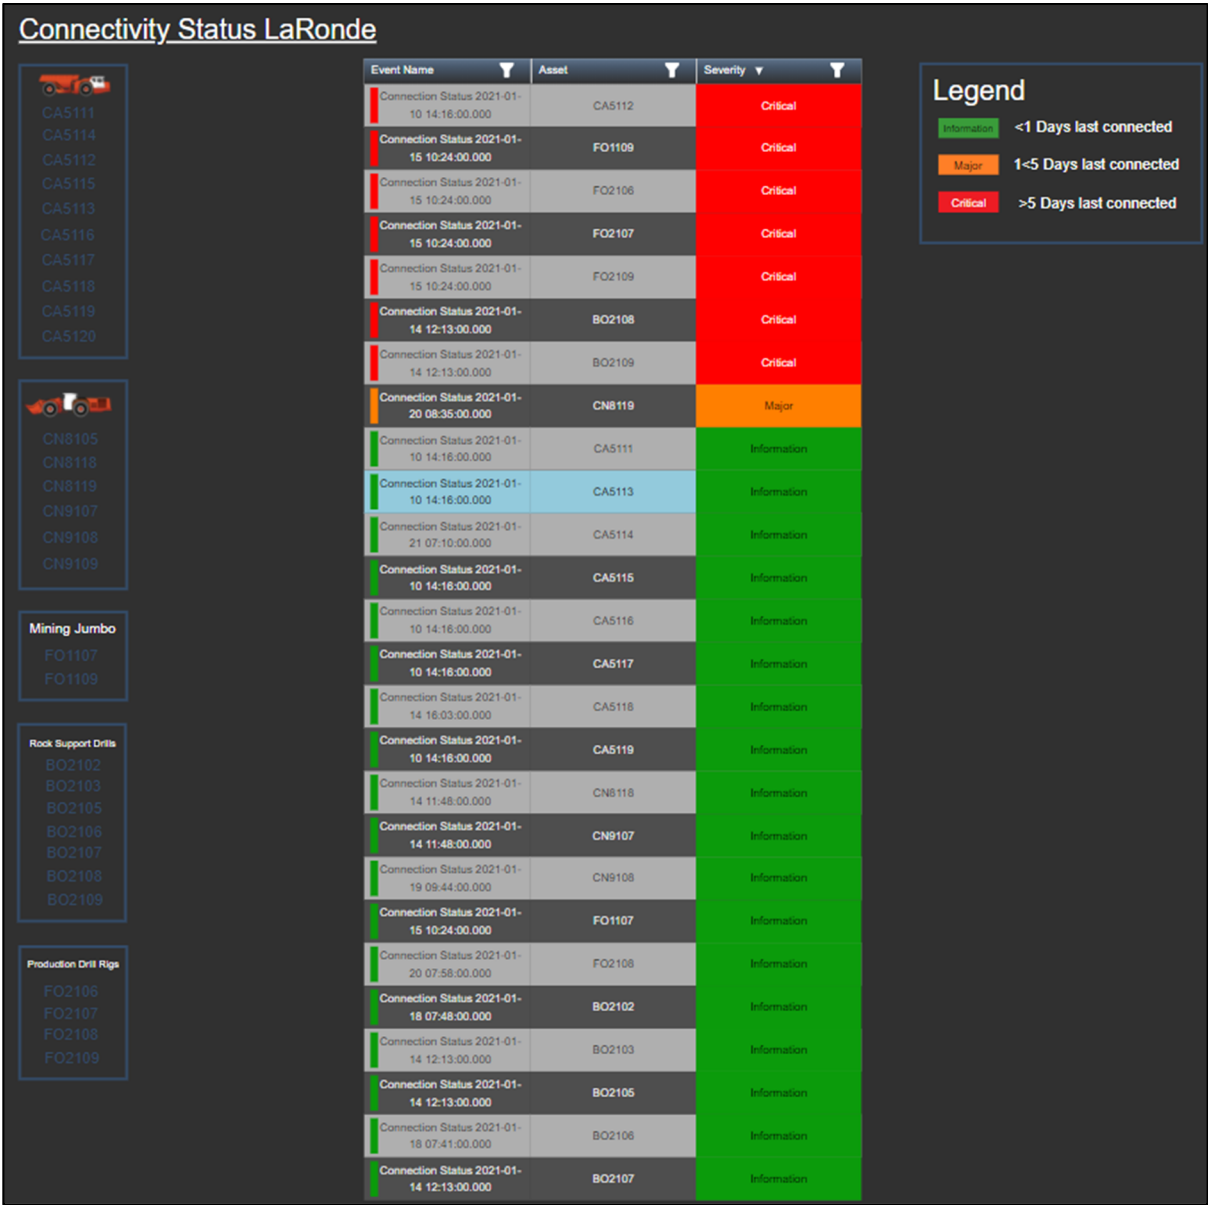 Connectivity Status LaRonde
CA5111
CA5114
CA5112
CA5115
CA5113
CA5116
CA5117
CA5118
CA5119
CA5120
CN8105
CN8118
CN8119
CN9107
CN9108
CN9109
Mining Jumbo
FO1107
FO1109
Rock Support Drills
BO2102
BO2103
BO2105
BO2106
BO2107
BO2108
BO2109
Production Drill Rigs
FO2106
FO2107
FO2108
FO2109
Event Name Asset Severity ▼
Connection Status 2021-01-
10 14:16:00.000 CA5112 Critical
Connection Status 2021-01-
15 10:24:00.000 FO1109 Critical
Connection Status 2021-01-
15 10:24:00.000 FO2106 Critical
Connection Status 2021-01-
15 10:24:00.000 FO2107 Critical
Connection Status 2021-01-
15 10:24:00.000 FO2109 Critical
Connection Status 2021-01-
14 12:13:00.000 BO2108 Critical
Connection Status 2021-01-
14 12:13:00.000 BO2109 Critical
Connection Status 2021-01-
20 08:35:00.000 CN8119 Major
Connection Status 2021-01-
10 14:16:00.000 CA5111 Information
Connection Status 2021-01-
10 14:16:00.000 CA5113 Information
Connection Status 2021-01-
21 07:10:00.000 CA5114 Information
Connection Status 2021-01-
10 14:16:00.000 CA5115 Information
Connection Status 2021-01-
10 14:16:00.000 CA5116 Information
Connection Status 2021-01-
10 14:16:00.000 CA5117 Information
Connection Status 2021-01-
14 16:03:00.000 CA5118 Information
Connection Status 2021-01-
10 14:16:00.000 CA5119 Information
Connection Status 2021-01-
14 11:48:00.000 CN8118 Information
Connection Status 2021-01-
14 11:48:00.000 CN9107 Information
Connection Status 2021-01-
19 09:44:00.000 CN9108 Information
Connection Status 2021-01-
15 10:24:00.000 FO1107 Information
Connection Status 2021-01-
20 07:58:00.000 FO2108 Information
Connection Status 2021-01-
18 07:48:00.000 BO2102 Information
Connection Status 2021-01-
14 12:13:00.000 BO2103 Information
Connection Status 2021-01-
14 12:13:00.000 BO2105 Information
Connection Status 2021-01-
18 07:41:00.000 BO2106 Information
Connection Status 2021-01-
14 12:13:00.000 BO2107 Information
Legend
Information <1 Days last connected
Major 1<5 Days last connected
Critical >5 Days last connected